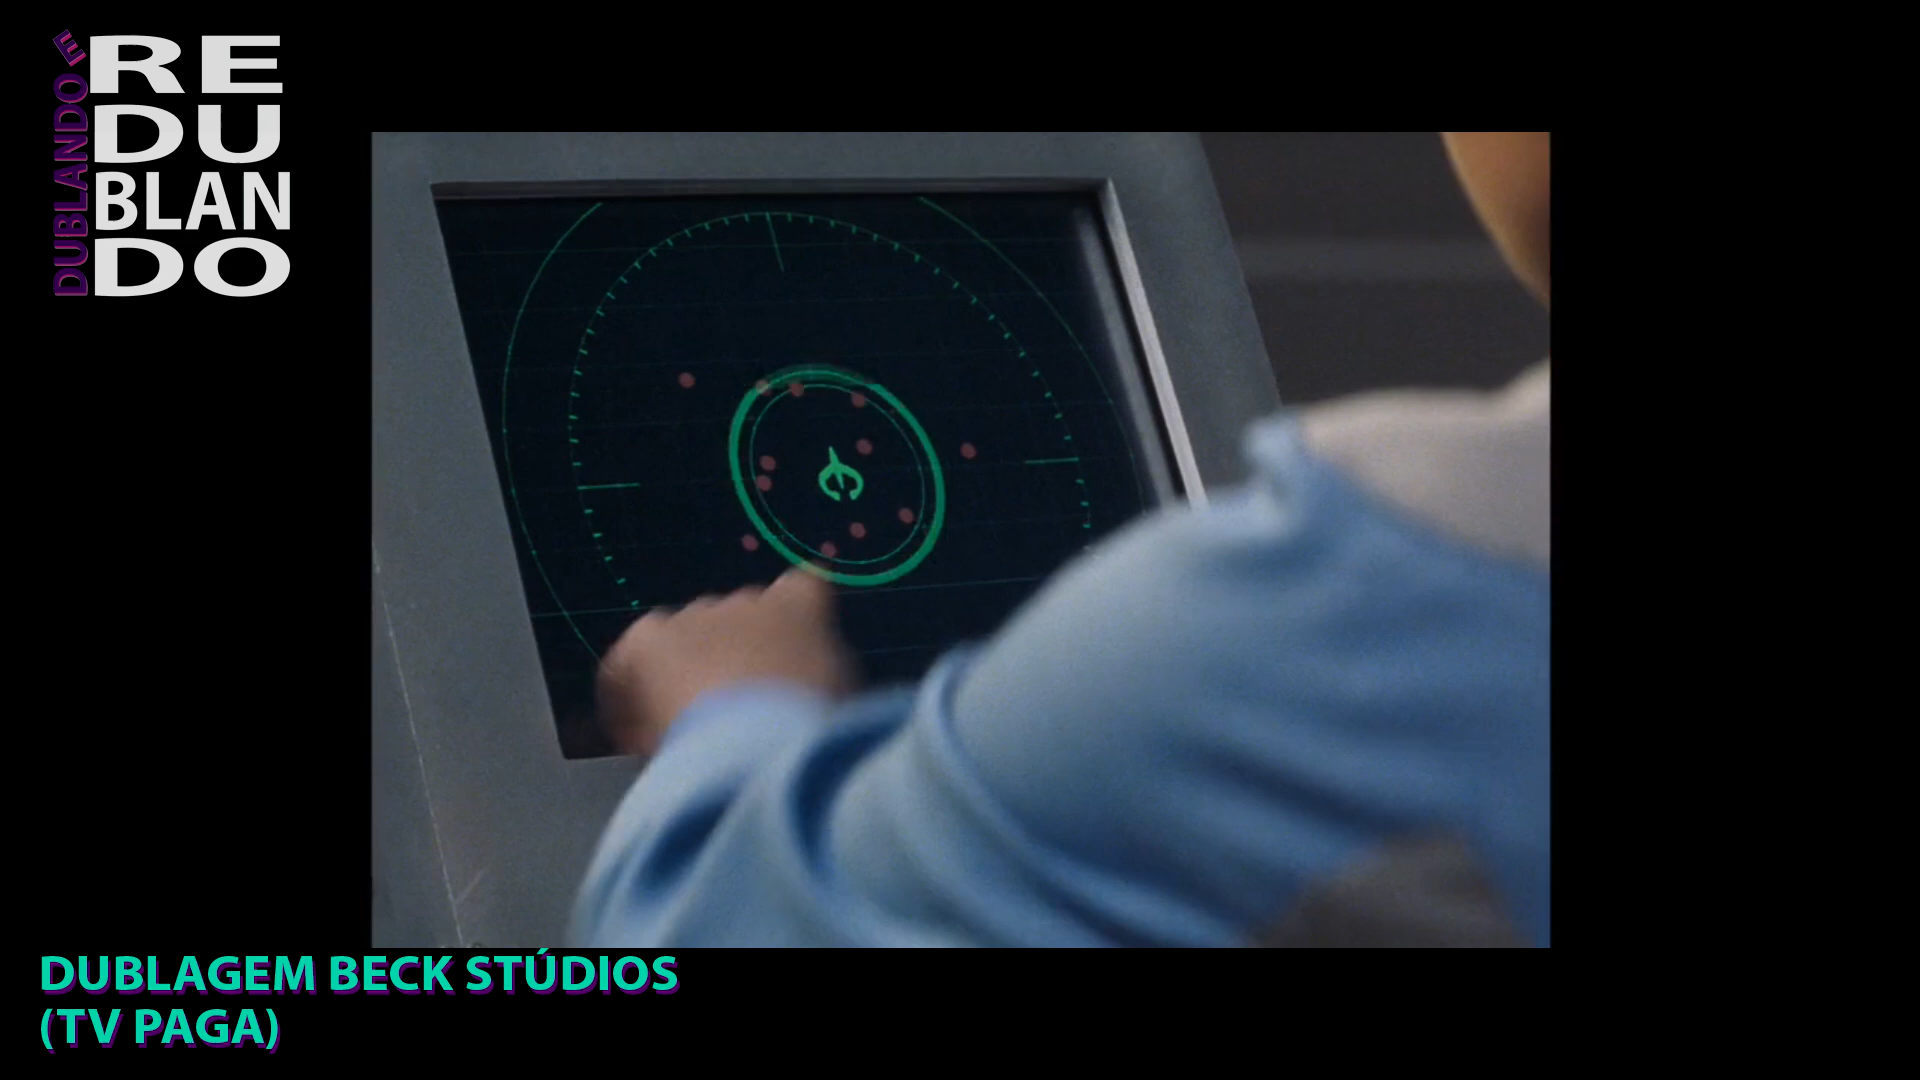 DUBLANDO E
RE
DU
BLAN
DO
DUBLAGEM BECK STÚDIOS
(TV PAGA)